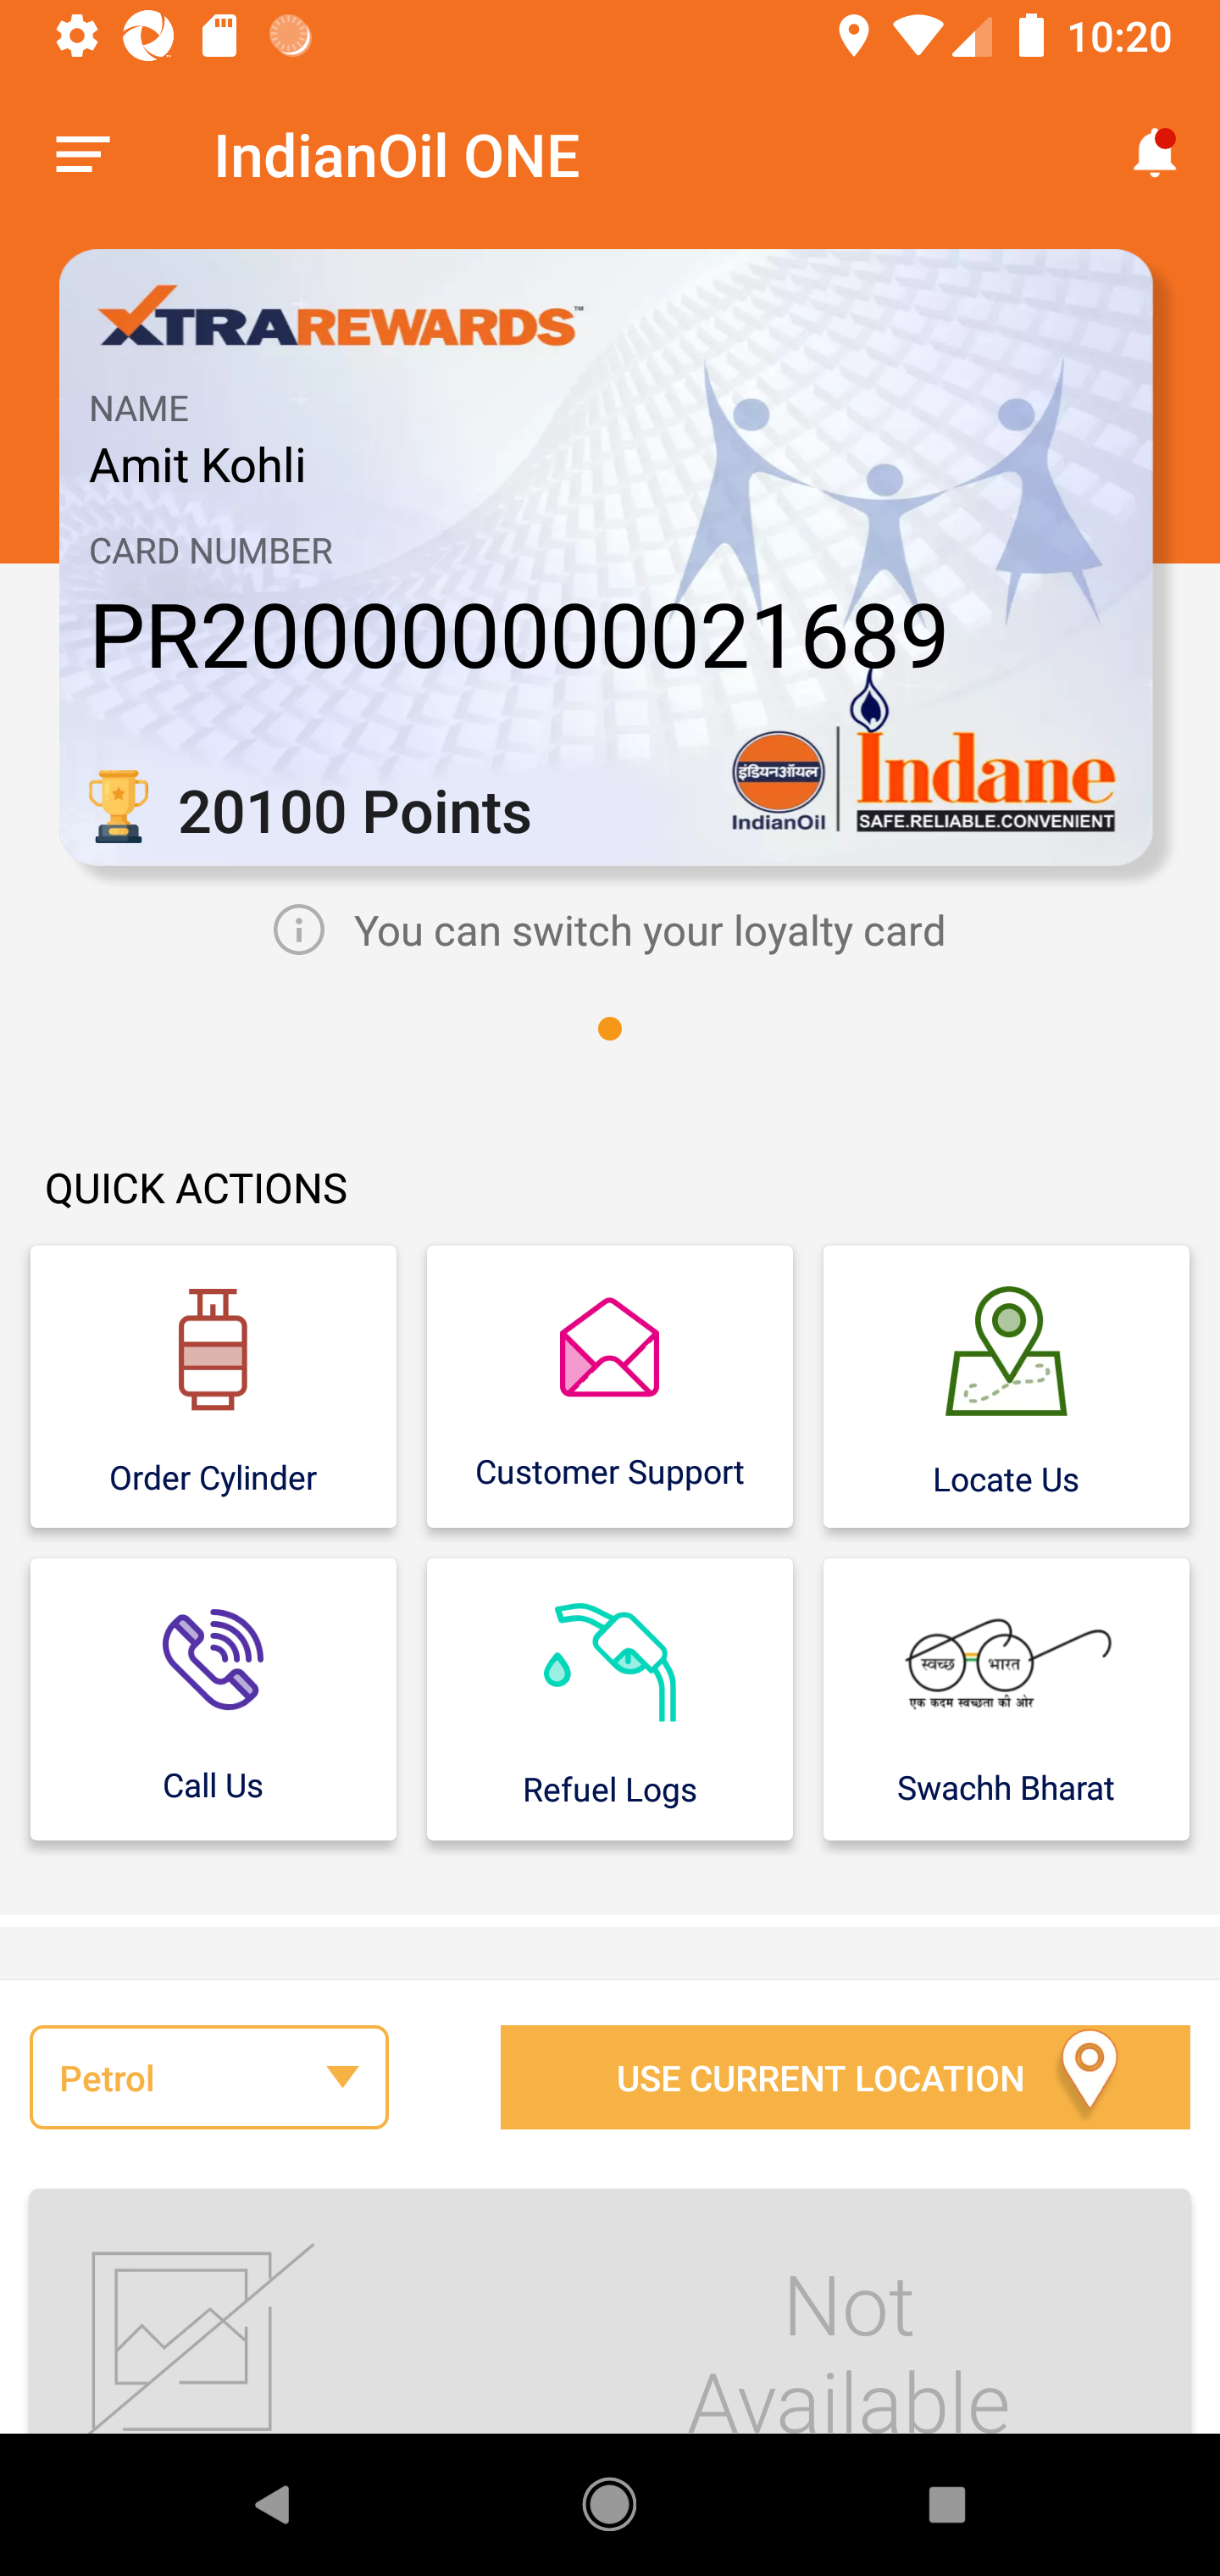 10:20
IndianOil ONE
XTRAREWARDS™
NAME
Amit Kohli
CARD NUMBER
PR200000000021689
20100 Points
इंडियनऑयल
IndianOil
Indane
SAFE.RELIABLE.CONVENIENT
You can switch your loyalty card
QUICK ACTIONS
Order Cylinder
Customer Support
Locate Us
स्वच्छ भारत
एक कदम स्वच्छता की ओर
Call Us
Refuel Logs
Swachh Bharat
Petrol
USE CURRENT LOCATION
Not
Available